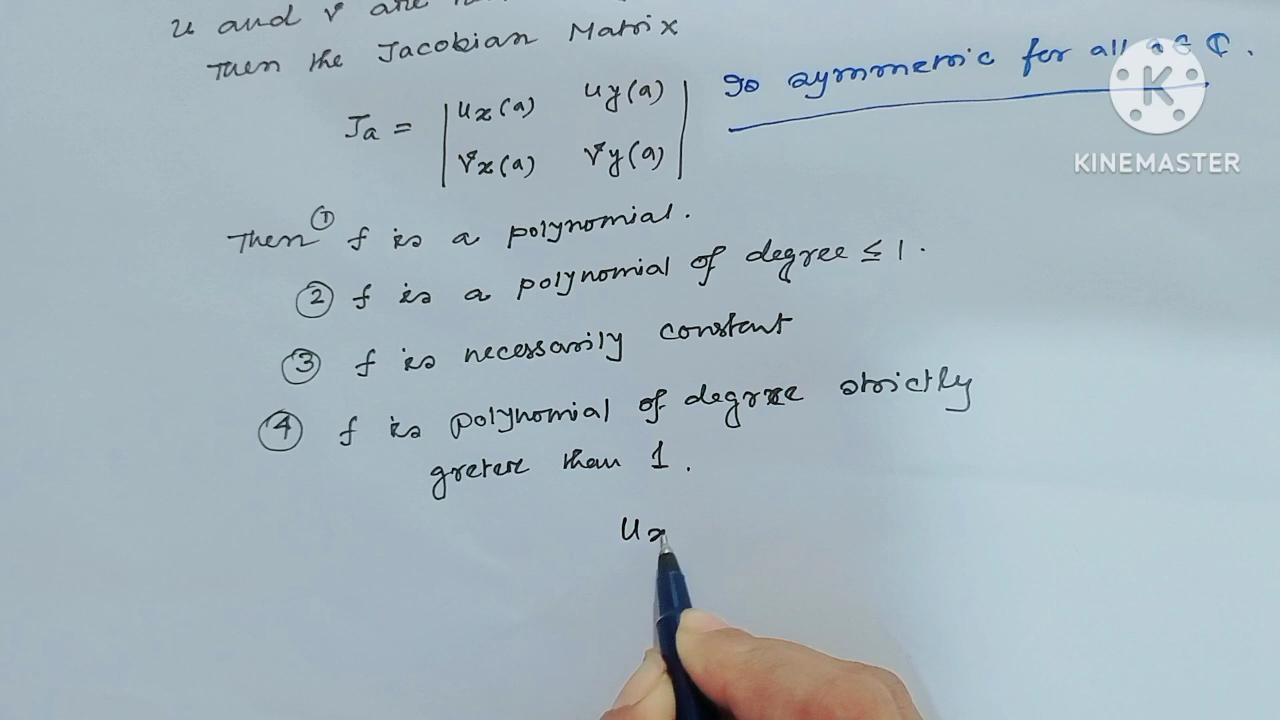 u and v are
Then the Jacobian Matrix
Ja = | ux(a) uy(a) |
| vx(a) vy(a) |
is symmetric for all a ∈ ℂ.
KINEMASTER
Then ① f is a polynomial.
② f is a polynomial of degree ≤ 1.
③ f is necessarily constant
④ f is polynomial of degree strictly
greter than 1.
ux